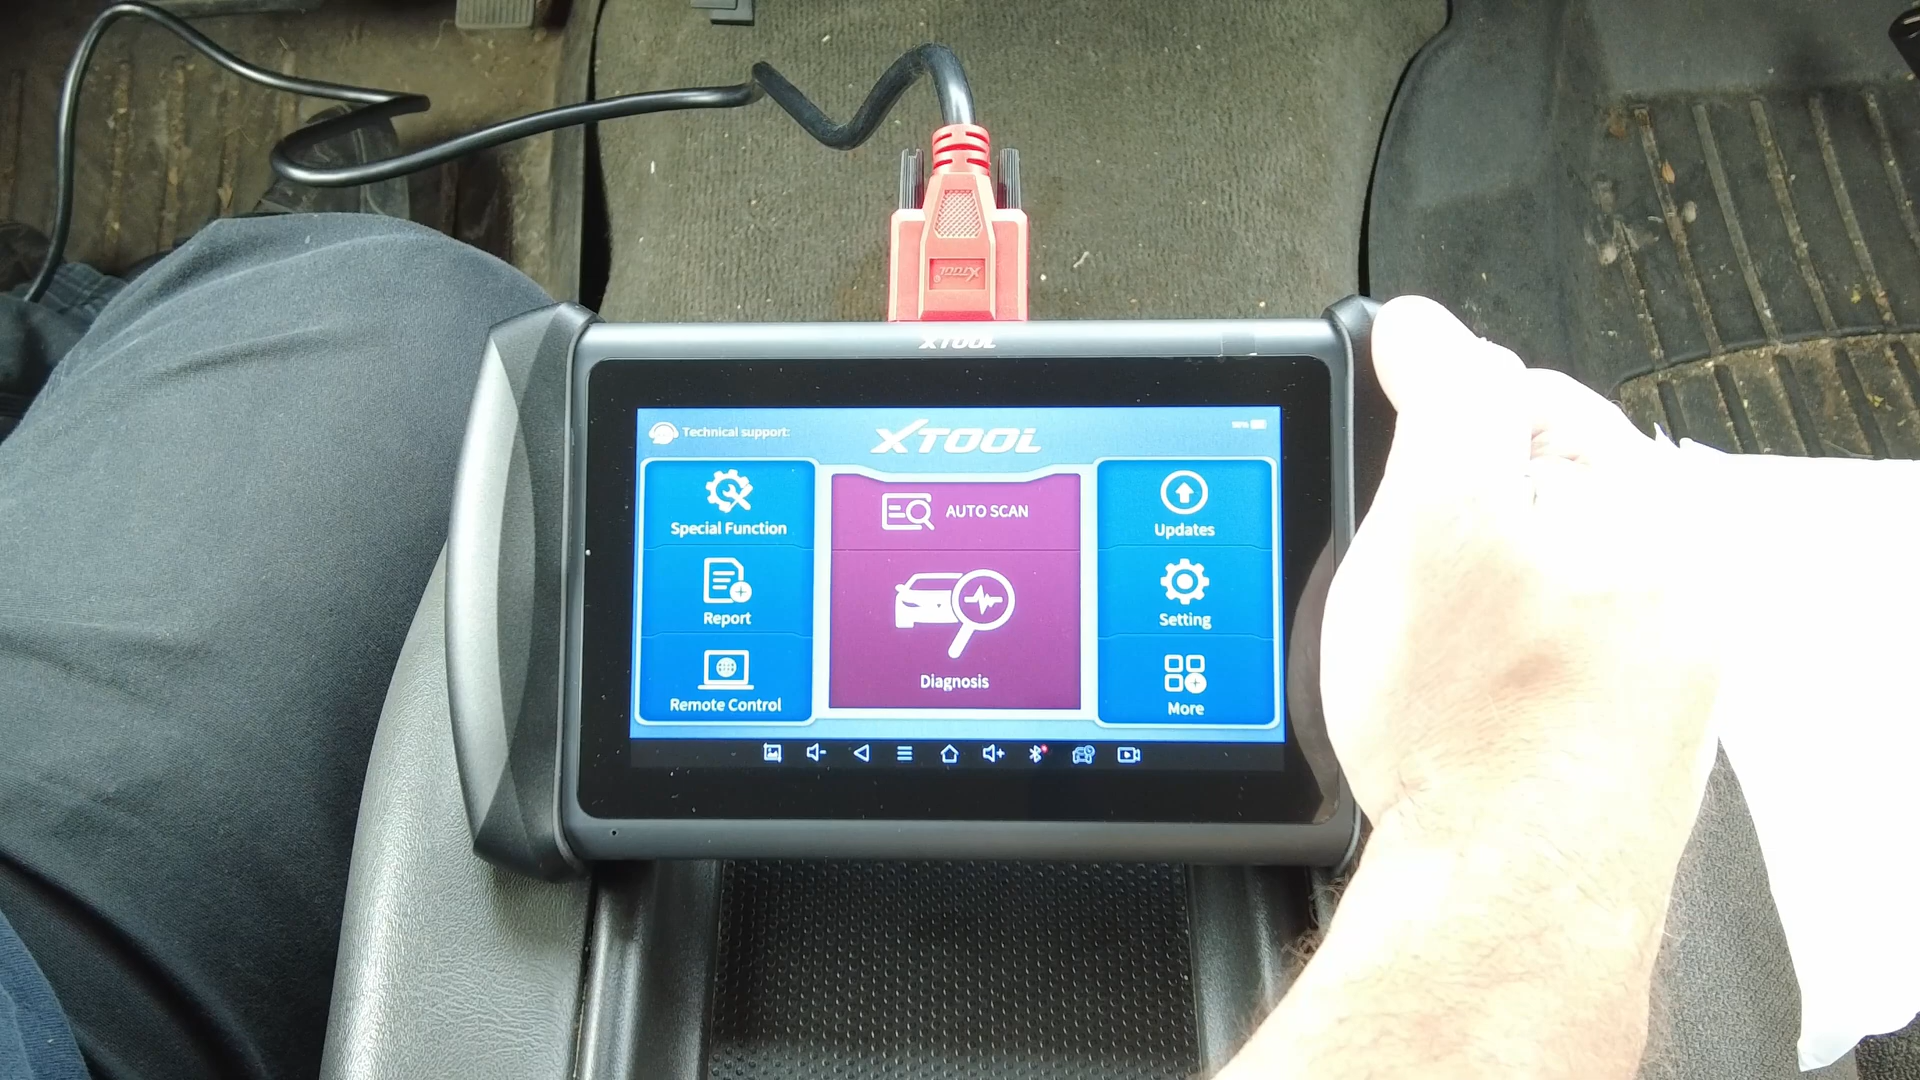 XTOOL
XTOOL
Technical support:
XTOOL
Special Function
AUTO SCAN
Updates
Report
Setting
Remote Control
Diagnosis
More